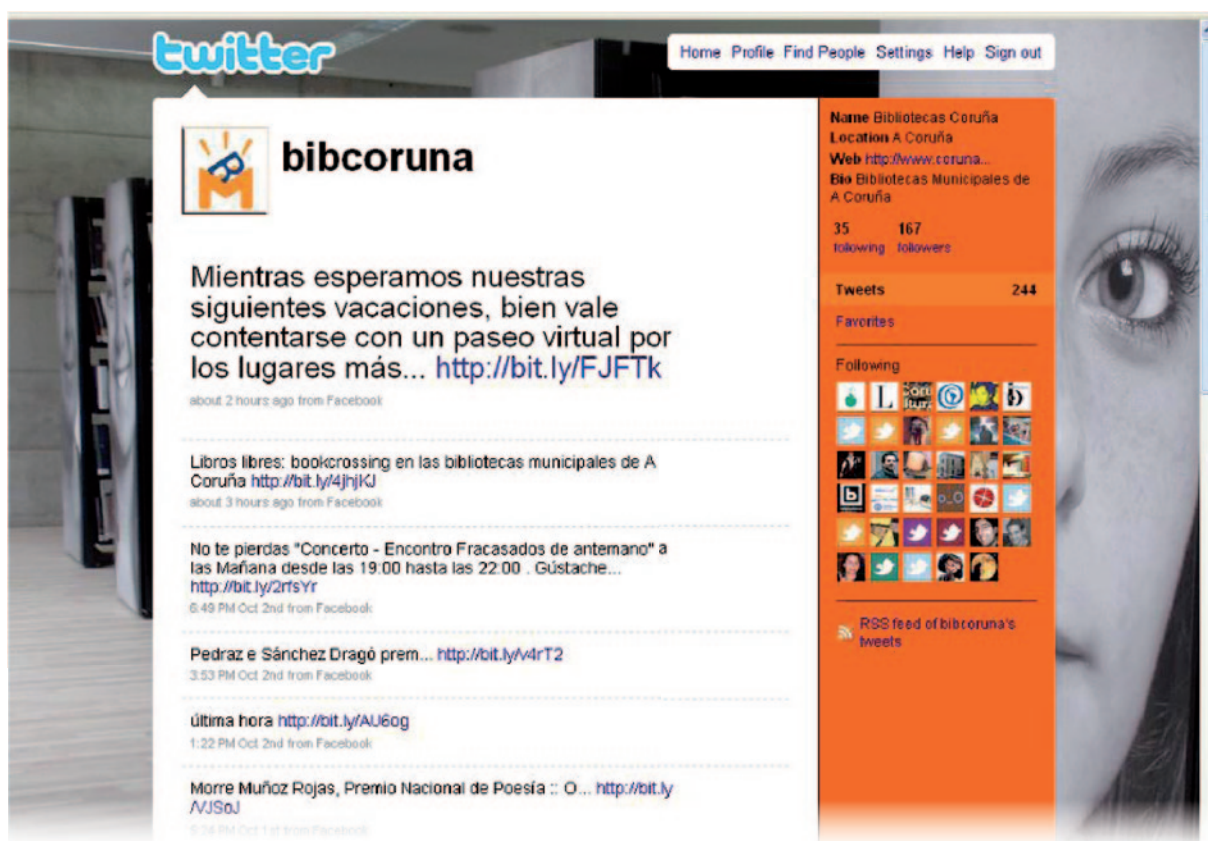 twitter
Home Profile Find People Settings Help Sign out
bibcoruna
Mientras esperamos nuestras
siguientes vacaciones, bien vale
contentarse con un paseo virtual por
los lugares más... http://bit.ly/FJFTk
about 2 hours ago from Facebook
Libros libres: bookcrossing en las bibliotecas municipales de A
Coruña http://bit.ly/4jhjKJ
about 3 hours ago from Facebook
No te pierdas "Concerto - Encontro Fracasados de antemano" a
las Mañana desde las 19:00 hasta las 22:00 . Gústache...
http://bit.ly/2rfsYr
6:49 PM Oct 2nd from Facebook
Pedraz e Sánchez Dragó prem... http://bit.ly/v4rT2
3:53 PM Oct 2nd from Facebook
última hora http://bit.ly/AU6og
1:22 PM Oct 2nd from Facebook
Morre Muñoz Rojas, Premio Nacional de Poesía :: O... http://bit.ly
/VJSoJ
PM Oct 1st from Facebook
Name Bibliotecas Coruña
Location A Coruña
Web http://www.coruna...
Bio Bibliotecas Municipales de
A Coruña
35 167
following followers
Tweets 244
Favorites
Following
RSS feed of bibcoruna's
tweets